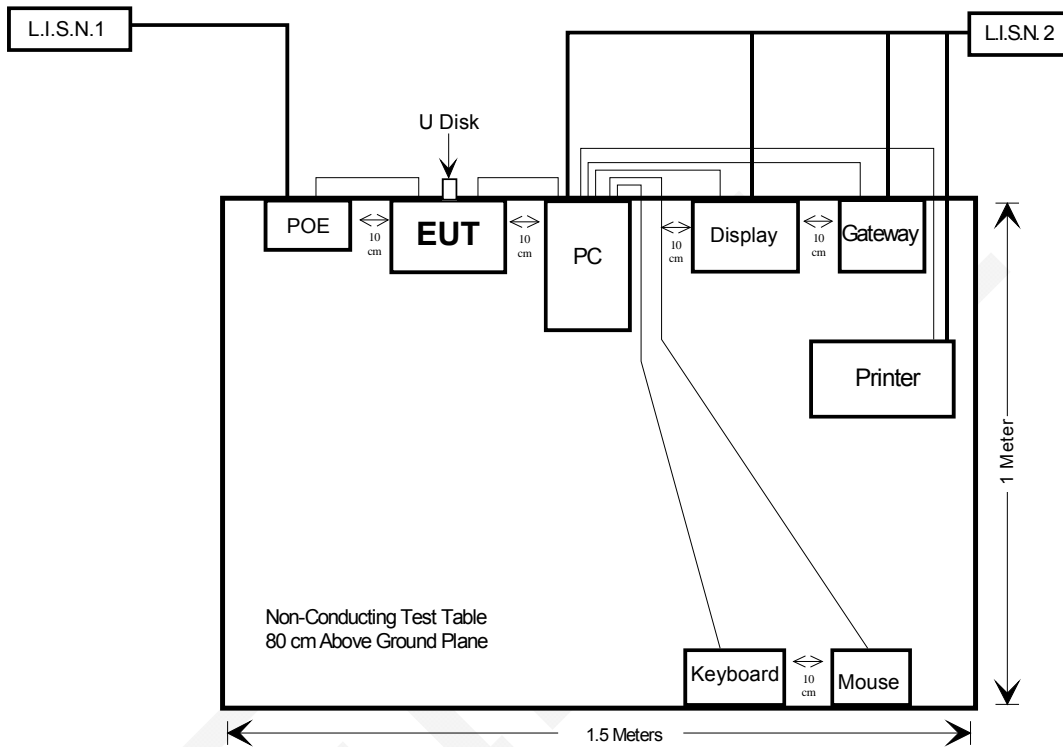 L.I.S.N.1
L.I.S.N. 2
U Disk
POE
10
cm
EUT
10
cm
PC
10
cm
Display
10
cm
Gateway
Printer
1 Meter
Non-Conducting Test Table
80 cm Above Ground Plane
Keyboard
10
cm
Mouse
1.5 Meters